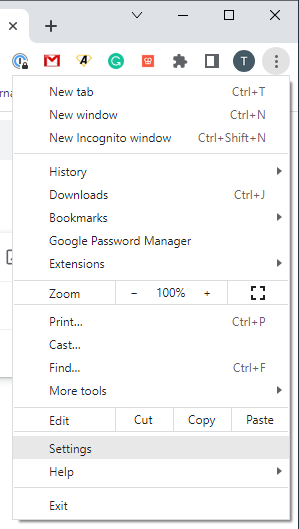 T
New tab Ctrl+T
New window Ctrl+N
New Incognito window Ctrl+Shift+N
History
Downloads Ctrl+J
Bookmarks
Google Password Manager
Extensions
Zoom − 100% +
Print... Ctrl+P
Cast...
Find... Ctrl+F
More tools
Edit Cut Copy Paste
Settings
Help
Exit